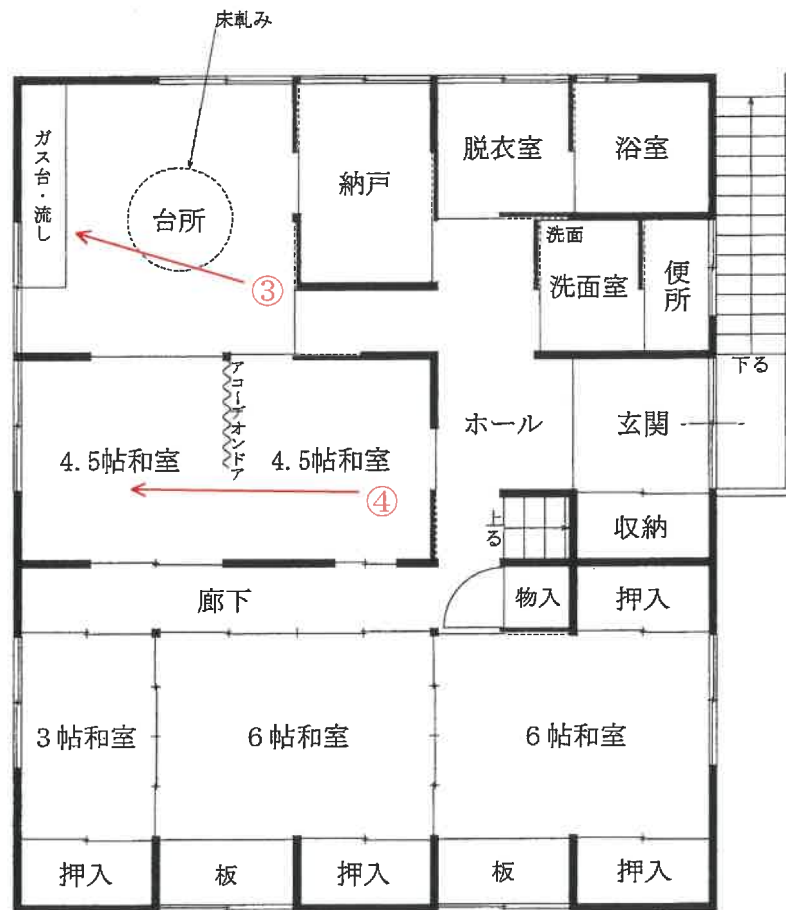 床軋み
ガス台・流し
台所
納戸
脱衣室
浴室
③
洗面
洗面室
便所
下る
アコーデオンドア
4.5帖和室
4.5帖和室
ホール
玄関
④
上る
収納
廊下
物入
押入
3帖和室
6帖和室
6帖和室
押入
板
押入
板
押入